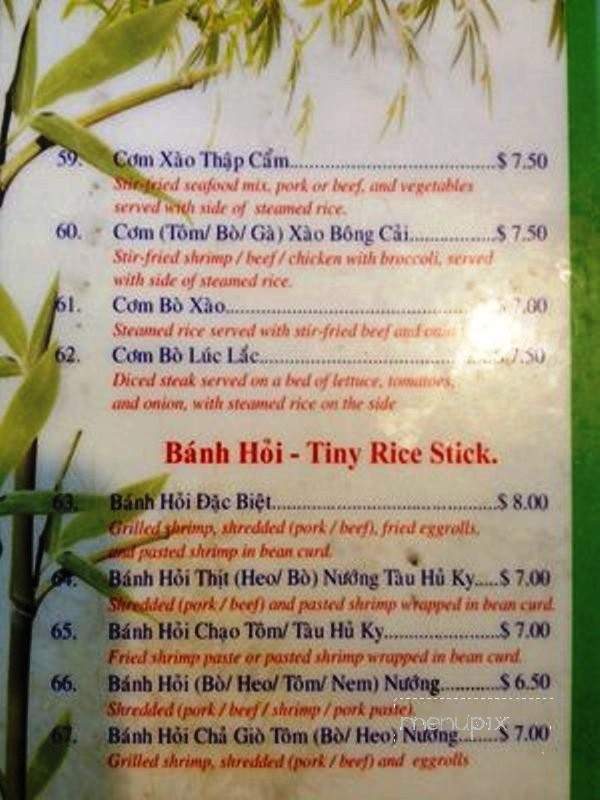 59. Cơm Xào Thập Cẩm..............................$ 7.50
Stir-fried seafood mix, pork or beef, and vegetables
served with side of steamed rice.
60. Cơm (Tôm/ Bò/ Gà) Xào Bông Cải............$ 7.50
Stir-fried shrimp / beef / chicken with broccoli, served
with side of steamed rice.
61. Cơm Bò Xào....................................... 7.00
Steamed rice served with stir-fried beef and
62. Cơm Bò Lúc Lắc..................................7.50
Diced steak served on a bed of lettuce, tomatoes,
and onion, with steamed rice on the side
Bánh Hỏi - Tiny Rice Stick.
63. Bánh Hỏi Đặc Biệt................................$ 8.00
Grilled shrimp, shredded (pork / beef), fried eggrolls,
and pasted shrimp in bean curd.
64. Bánh Hỏi Thịt (Heo/ Bò) Nướng Tàu Hủ Ky.....$ 7.00
Shredded (pork / beef) and pasted shrimp wrapped in bean curd.
65. Bánh Hỏi Chạo Tôm/ Tàu Hủ Ky................$ 7.00
Fried shrimp paste or pasted shrimp wrapped in bean curd.
66. Bánh Hỏi (Bò/ Heo/ Tôm/ Nem) Nướng...........$ 6.50
Shredded (pork / beef / shrimp / pork paste).
menupix
67. Bánh Hỏi Chả Giò Tôm (Bò/ Heo) Nướng.......$ 7.00
Grilled shrimp, shredded (pork / beef) and eggrolls